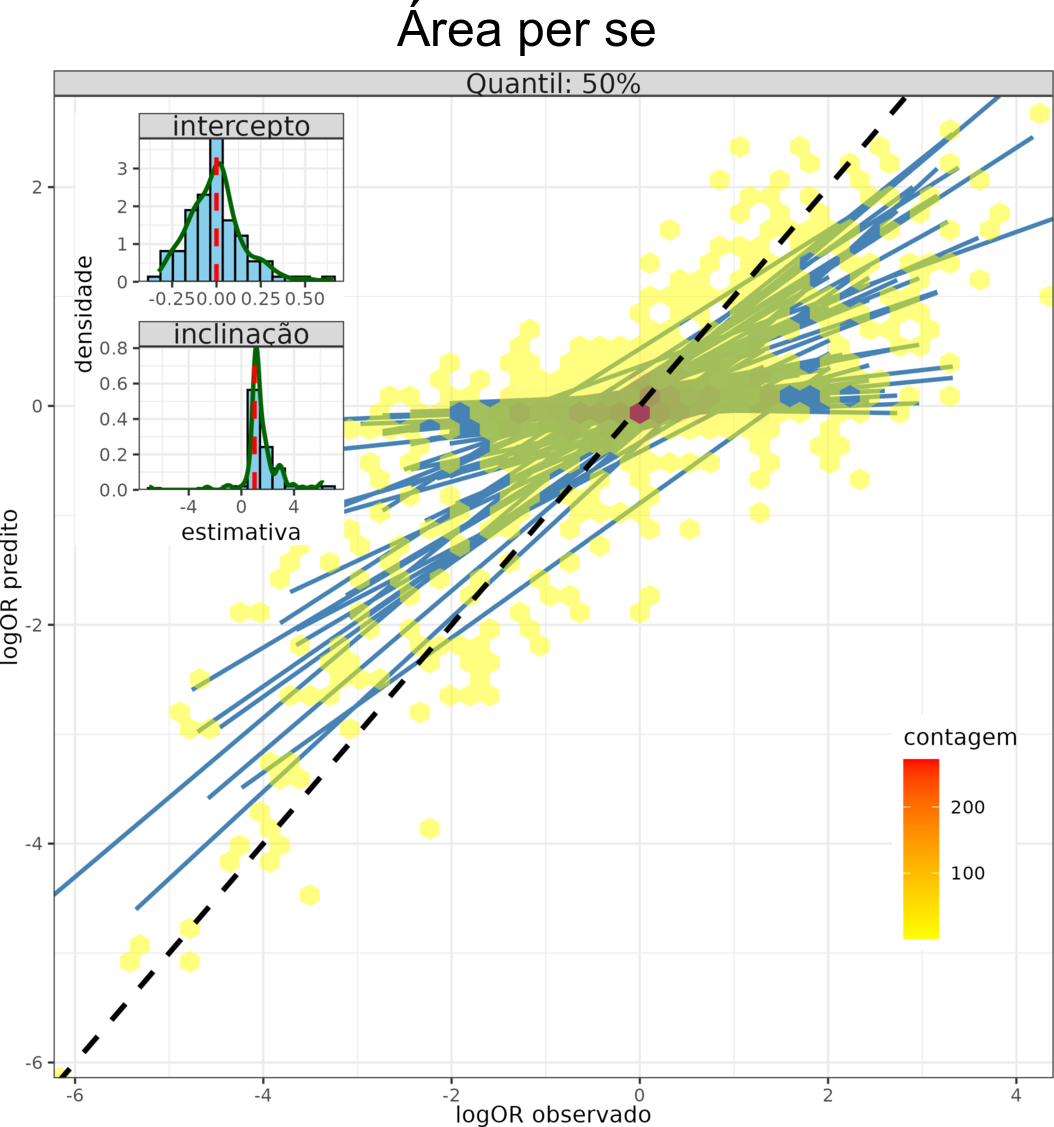 Área per se
Quantil: 50%
intercepto
3
2
1
0
-0.250.00 0.25 0.50
densidade
inclinação
0.8
0.6
0.4
0.2
0.0
-4 0 4
estimativa
2
0
-2
-4
-6
logOR predito
contagem
200
100
-6 -4 -2 0 2 4
logOR observado